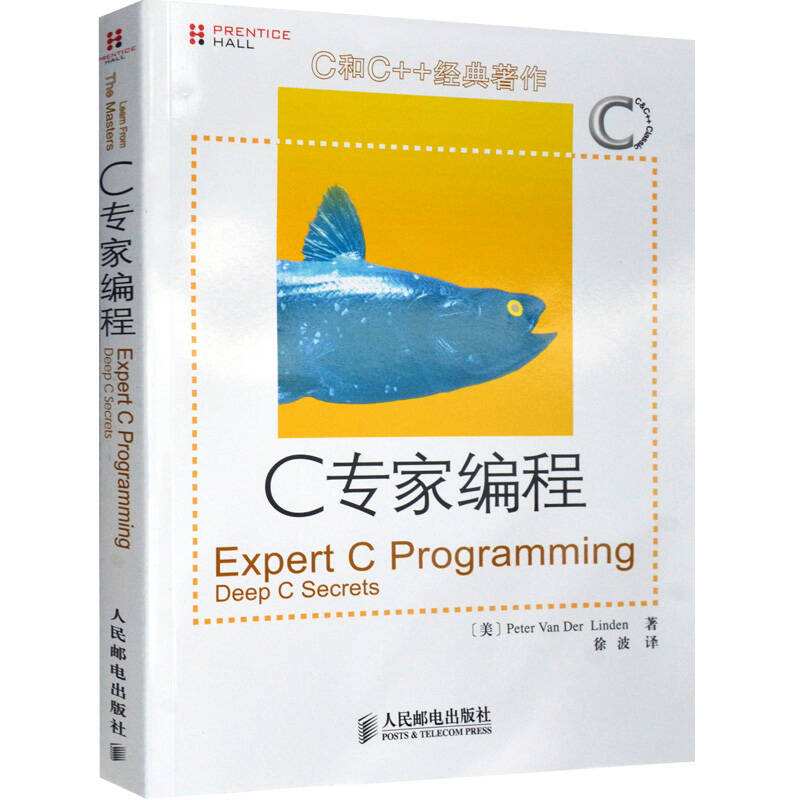 PRENTICE
HALL
Learn From
The Masters
C专家编程
Expert C Programming
Deep C Secrets
人民邮电出版社
PRENTICE
HALL
C和C++经典著作
C
C&C++ Classic
C专家编程
Expert C Programming
Deep C Secrets
［美］Peter Van Der Linden 著
徐波 译
人民邮电出版社
POSTS & TELECOM PRESS